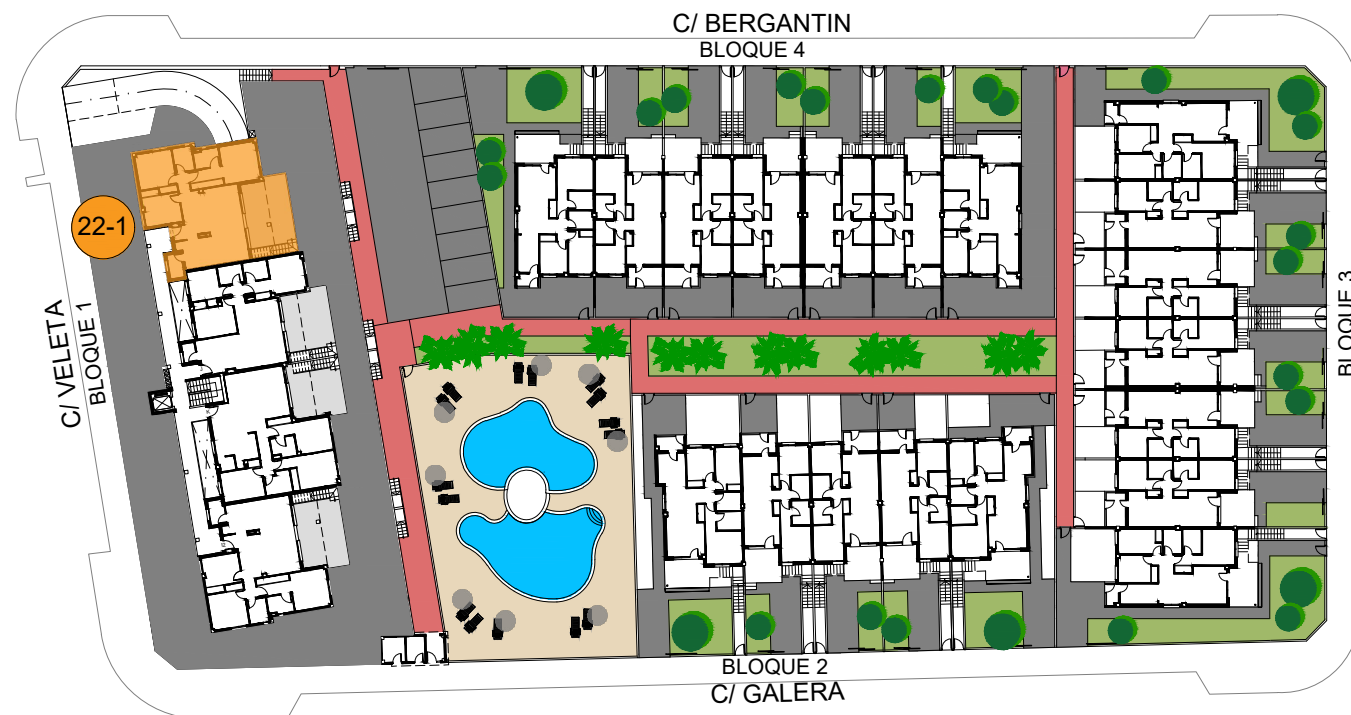 C/ BERGANTIN
BLOQUE 4
22-1
C/ VELETA
BLOQUE 1
BLOQUE 3
BLOQUE 2
C/ GALERA